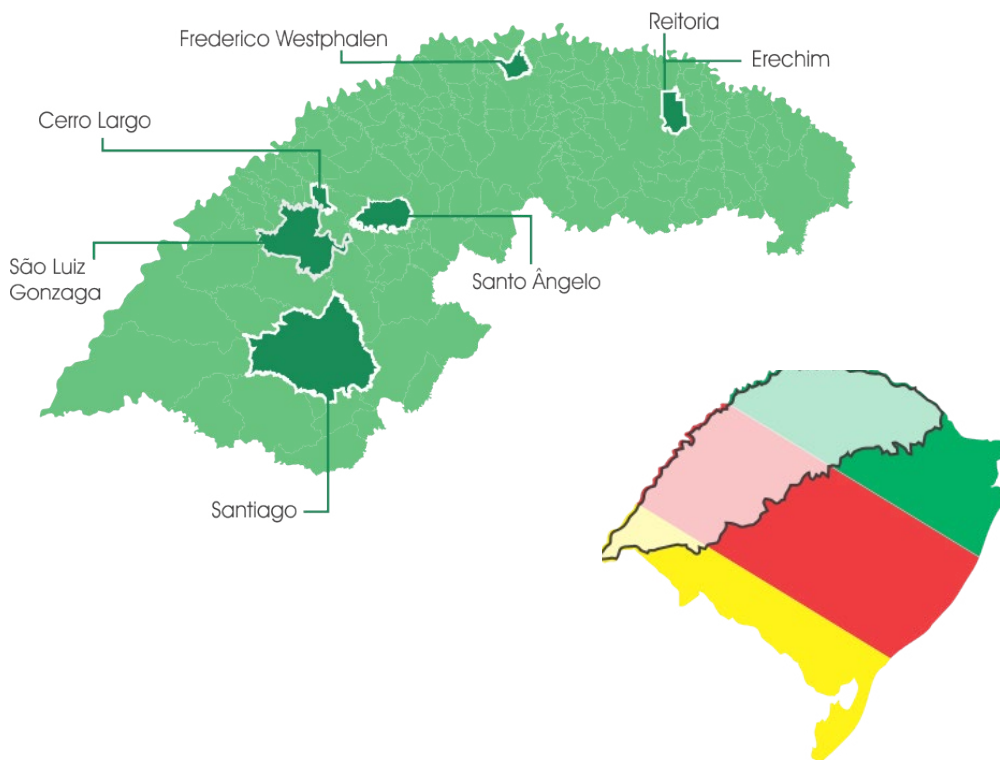 Reitoria
Frederico Westphalen
Erechim
Cerro Largo
São Luiz
Gonzaga
Santo Ângelo
Santiago